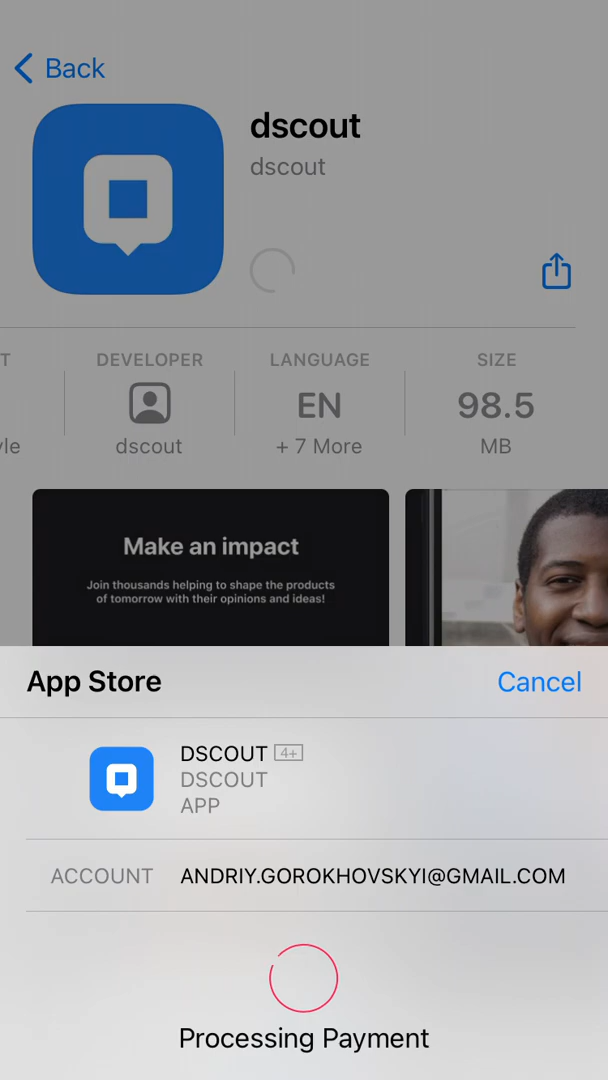 Back
dscout
dscout
T
DEVELOPER
LANGUAGE
SIZE
EN
98.5
yle
dscout
+ 7 More
MB
Make an impact
Join thousands helping to shape the products
of tomorrow with their opinions and ideas!
App Store
Cancel
DSCOUT 4+
DSCOUT
APP
ACCOUNT
ANDRIY.GOROKHOVSKYI@GMAIL.COM
Processing Payment